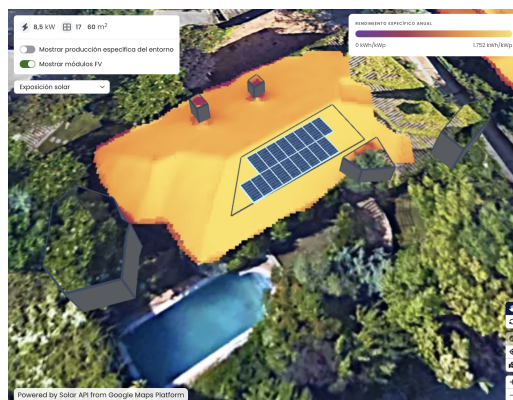 8,5 kW 17 60 m²
Mostrar producción especifica del entorno
Mostrar módulos FV
Exposición solar
RENDIMIENTO ESPECÍFICO ANUAL
0 kWh/kWp 1.752 kWh/kWp
Powered by Solar API from Google Maps Platform